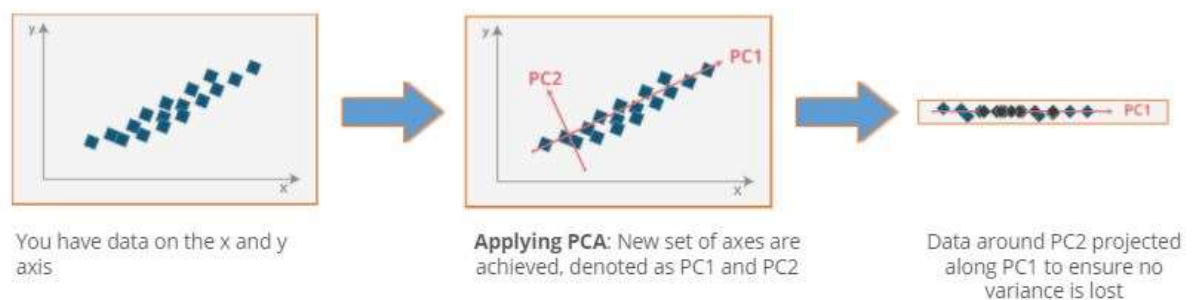 y
x
You have data on the x and y
axis
y
PC2
PC1
x
Applying PCA: New set of axes are
achieved, denoted as PC1 and PC2
PC1
Data around PC2 projected
along PC1 to ensure no
variance is lost